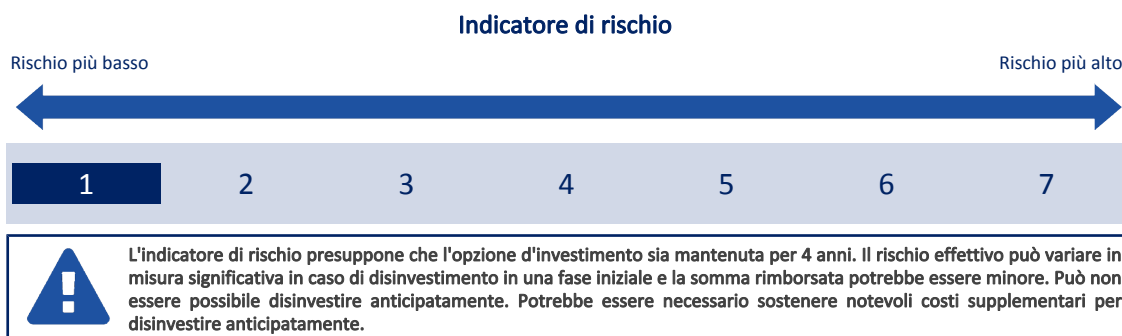 Indicatore di rischio
Rischio più basso Rischio più alto
1 2 3 4 5 6 7
L'indicatore di rischio presuppone che l'opzione d'investimento sia mantenuta per 4 anni. Il rischio effettivo può variare in
misura significativa in caso di disinvestimento in una fase iniziale e la somma rimborsata potrebbe essere minore. Può non
essere possibile disinvestire anticipatamente. Potrebbe essere necessario sostenere notevoli costi supplementari per
disinvestire anticipatamente.